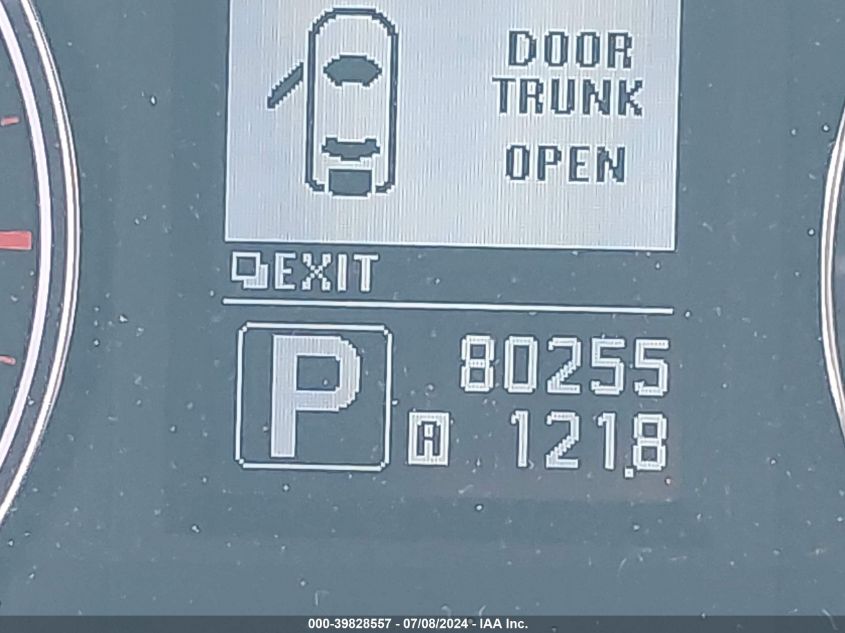 DOOR
TRUNK
OPEN
EXIT
P
80255
A 121.8
000-39828557 - 07/08/2024 - IAA Inc.